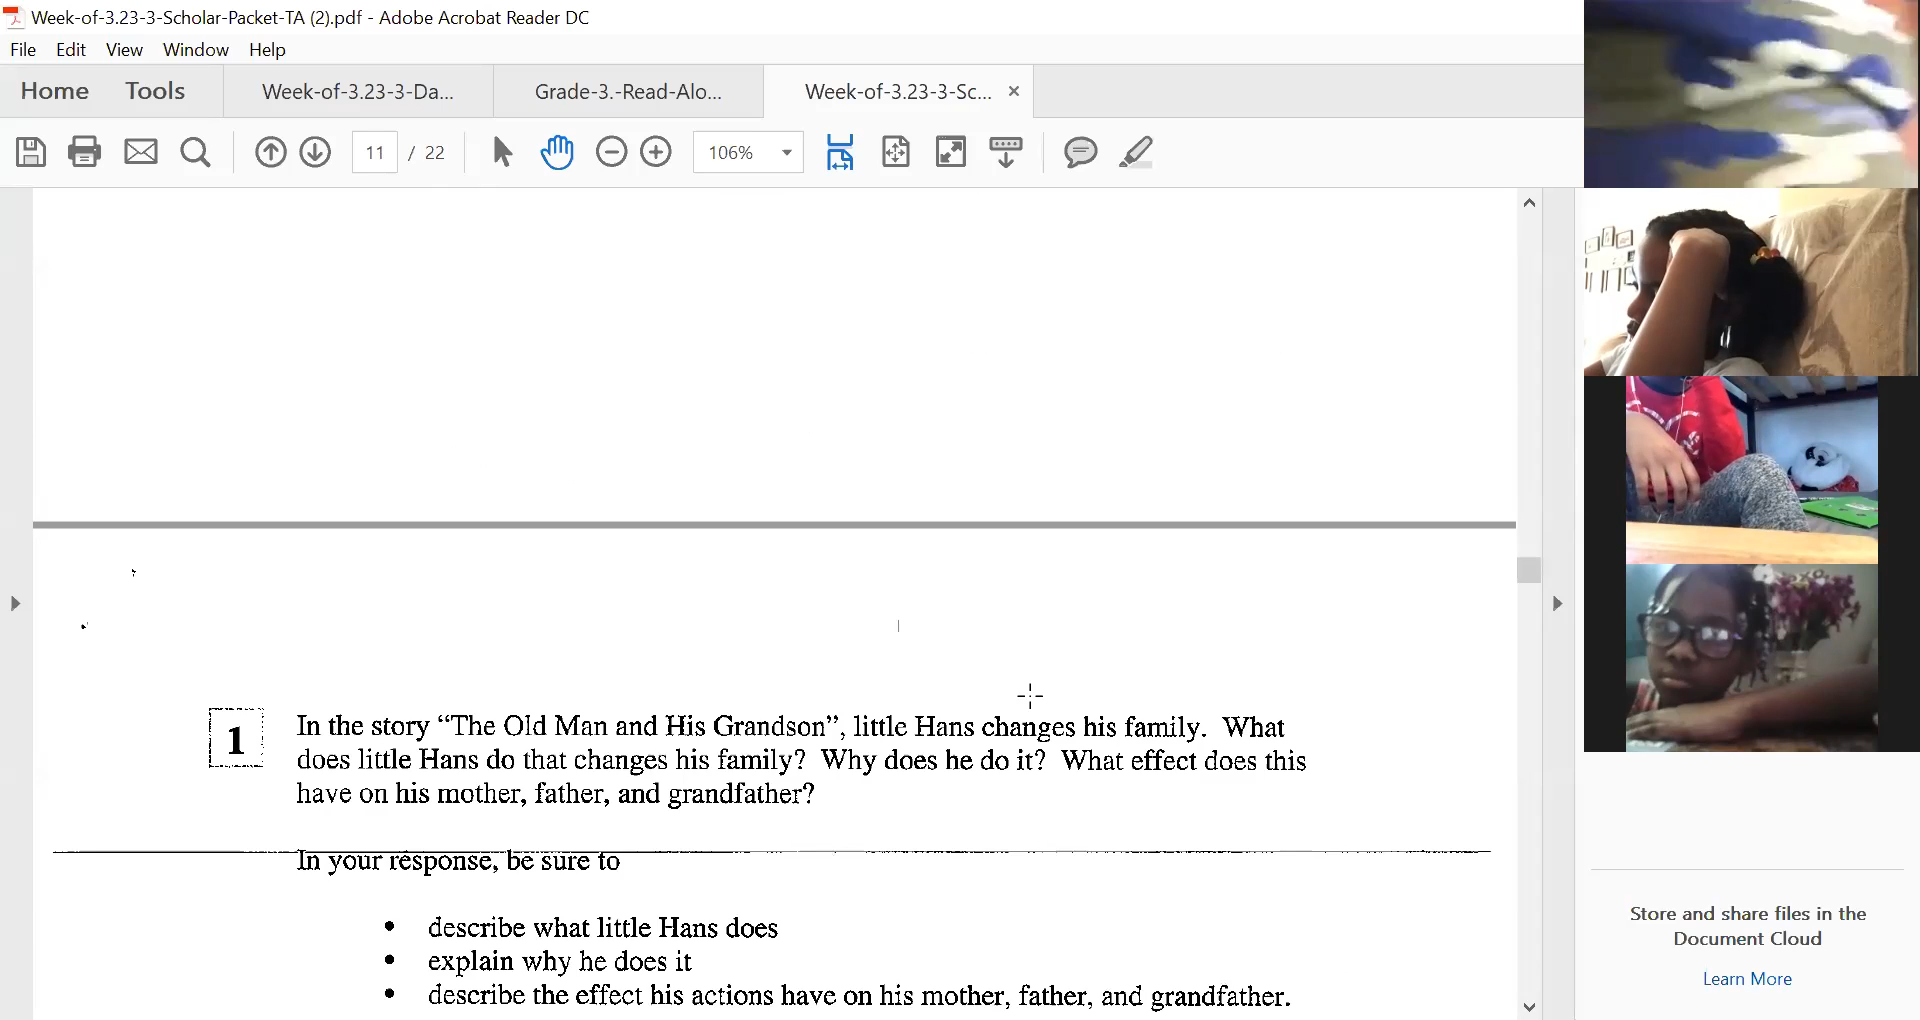 Week-of-3.23-3-Scholar-Packet-TA (2).pdf - Adobe Acrobat Reader DC
File Edit View Window Help
Home Tools Week-of-3.23-3-Da... Grade-3.-Read-Alo... Week-of-3.23-3-Sc... ×
11 / 22 106%
1 In the story “The Old Man and His Grandson”, little Hans changes his family. What
does little Hans do that changes his family? Why does he do it? What effect does this
have on his mother, father, and grandfather?
In your response, be sure to
• describe what little Hans does
• explain why he does it
• describe the effect his actions have on his mother, father, and grandfather.
Store and share files in the
Document Cloud
Learn More